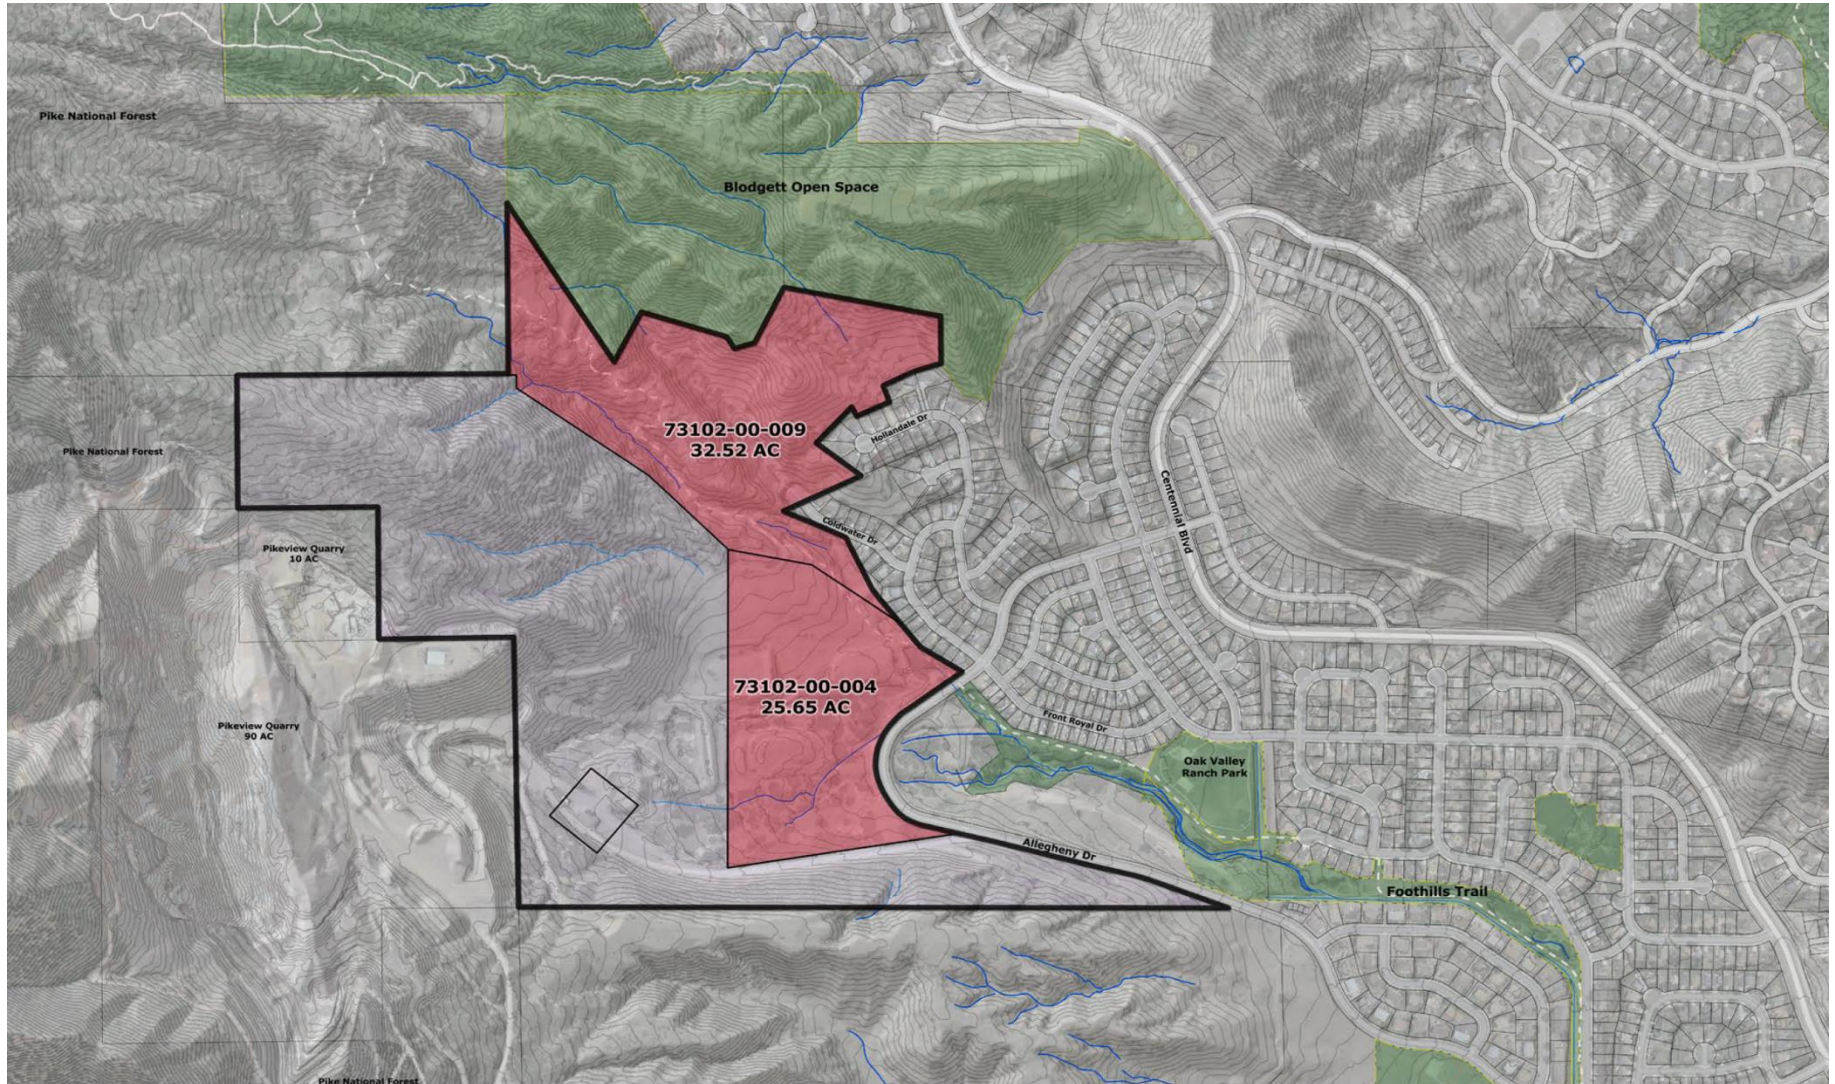 Pike National Forest
Blodgett Open Space
73102-00-009
32.52 AC
Hollandale Dr
Pike National Forest
Centennial Blvd
Coldwater Dr
Pikeview Quarry
10 AC
73102-00-004
25.65 AC
Front Royal Dr
Pikeview Quarry
90 AC
Oak Valley
Ranch Park
Allegheny Dr
Foothills Trail
Pike National Forest